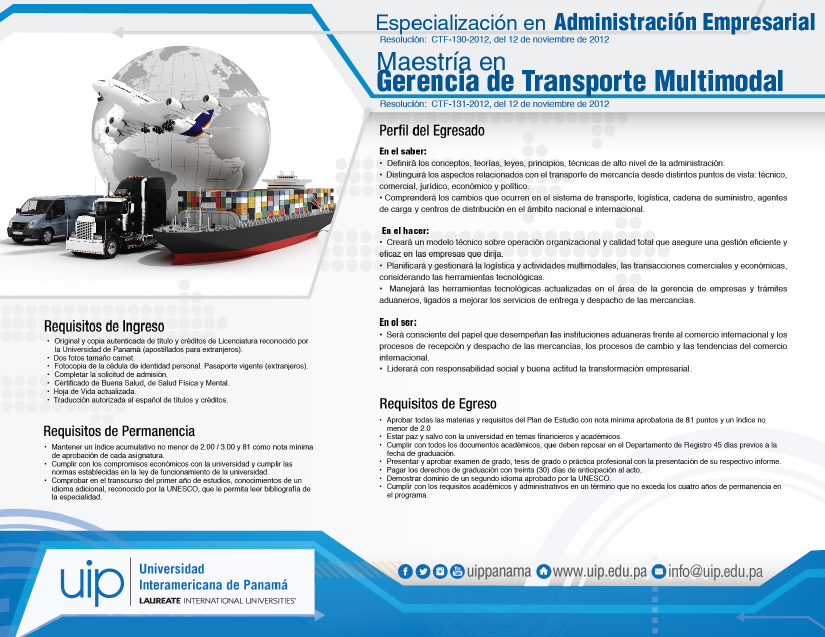 Especialización en Administración Empresarial
Resolución: CTF-130-2012, del 12 de noviembre de 2012
Maestría en
Gerencia de Transporte Multimodal
Resolución: CTF-131-2012, del 12 de noviembre de 2012
Perfil del Egresado
En el saber:
• Definirá los conceptos, teorías, leyes, principios, técnicas de alto nivel de la administración.
• Distinguirá los aspectos relacionados con el transporte de mercancía desde distintos puntos de vista: técnico,
comercial, jurídico, económico y político.
• Comprenderá los cambios que ocurren en el sistema de transporte, logística, cadena de suministro, agentes
de carga y centros de distribución en el ámbito nacional e internacional.
En el hacer:
• Creará un modelo técnico sobre operación organizacional y calidad total que asegure una gestión eficiente y
eficaz en las empresas que dirija.
• Planificará y gestionará la logística y actividades multimodales, las transacciones comerciales y económicas,
considerando las herramientas tecnológicas.
• Manejará las herramientas tecnológicas actualizadas en el área de la gerencia de empresas y trámites
aduaneros, ligados a mejorar los servicios de entrega y despacho de las mercancías.
En el ser:
• Será consciente del papel que desempeñan las instituciones aduaneras frente al comercio internacional y los
procesos de recepción y despacho de las mercancías, los procesos de cambio y las tendencias del comercio
internacional.
• Liderará con responsabilidad social y buena actitud la transformación empresarial.
Requisitos de Ingreso
• Original y copia autenticada de título y créditos de Licenciatura reconocido por
la Universidad de Panamá (apostillados para extranjeros).
• Dos fotos tamaño carnet.
• Fotocopia de la cédula de identidad personal. Pasaporte vigente (extranjeros).
• Completar la solicitud de admisión.
• Certificado de Buena Salud, de Salud Física y Mental.
• Hoja de Vida actualizada.
• Traducción autorizada al español de títulos y créditos.
Requisitos de Permanencia
• Mantener un índice acumulativo no menor de 2.00 / 3.00 y 81 como nota mínima
de aprobación de cada asignatura.
• Cumplir con los compromisos económicos con la universidad y cumplir las
normas establecidas en la ley de funcionamiento de la universidad.
• Comprobar en el transcurso del primer año de estudios, conocimientos de un
idioma adicional, reconocido por la UNESCO, que le permita leer bibliografía de
la especialidad.
Requisitos de Egreso
• Aprobar todas las materias y requisitos del Plan de Estudio con nota mínima aprobatoria de 81 puntos y un índice no
menor de 2.0
• Estar paz y salvo con la universidad en temas financieros y académicos.
• Cumplir con todos los documentos académicos, que deben reposar en el Departamento de Registro 45 días previos a la
fecha de graduación.
• Presentar y aprobar examen de grado, tesis de grado o práctica profesional con la presentación de su respectivo informe.
• Pagar los derechos de graduación con treinta (30) días de anticipación al acto.
• Demostrar dominio de un segundo idioma aprobado por la UNESCO.
• Cumplir con los requisitos académicos y administrativos en un término que no exceda los cuatro años de permanencia en
el programa.
uip Universidad
Interamericana de Panamá
LAUREATE INTERNATIONAL UNIVERSITIES®
uippanama www.uip.edu.pa info@uip.edu.pa